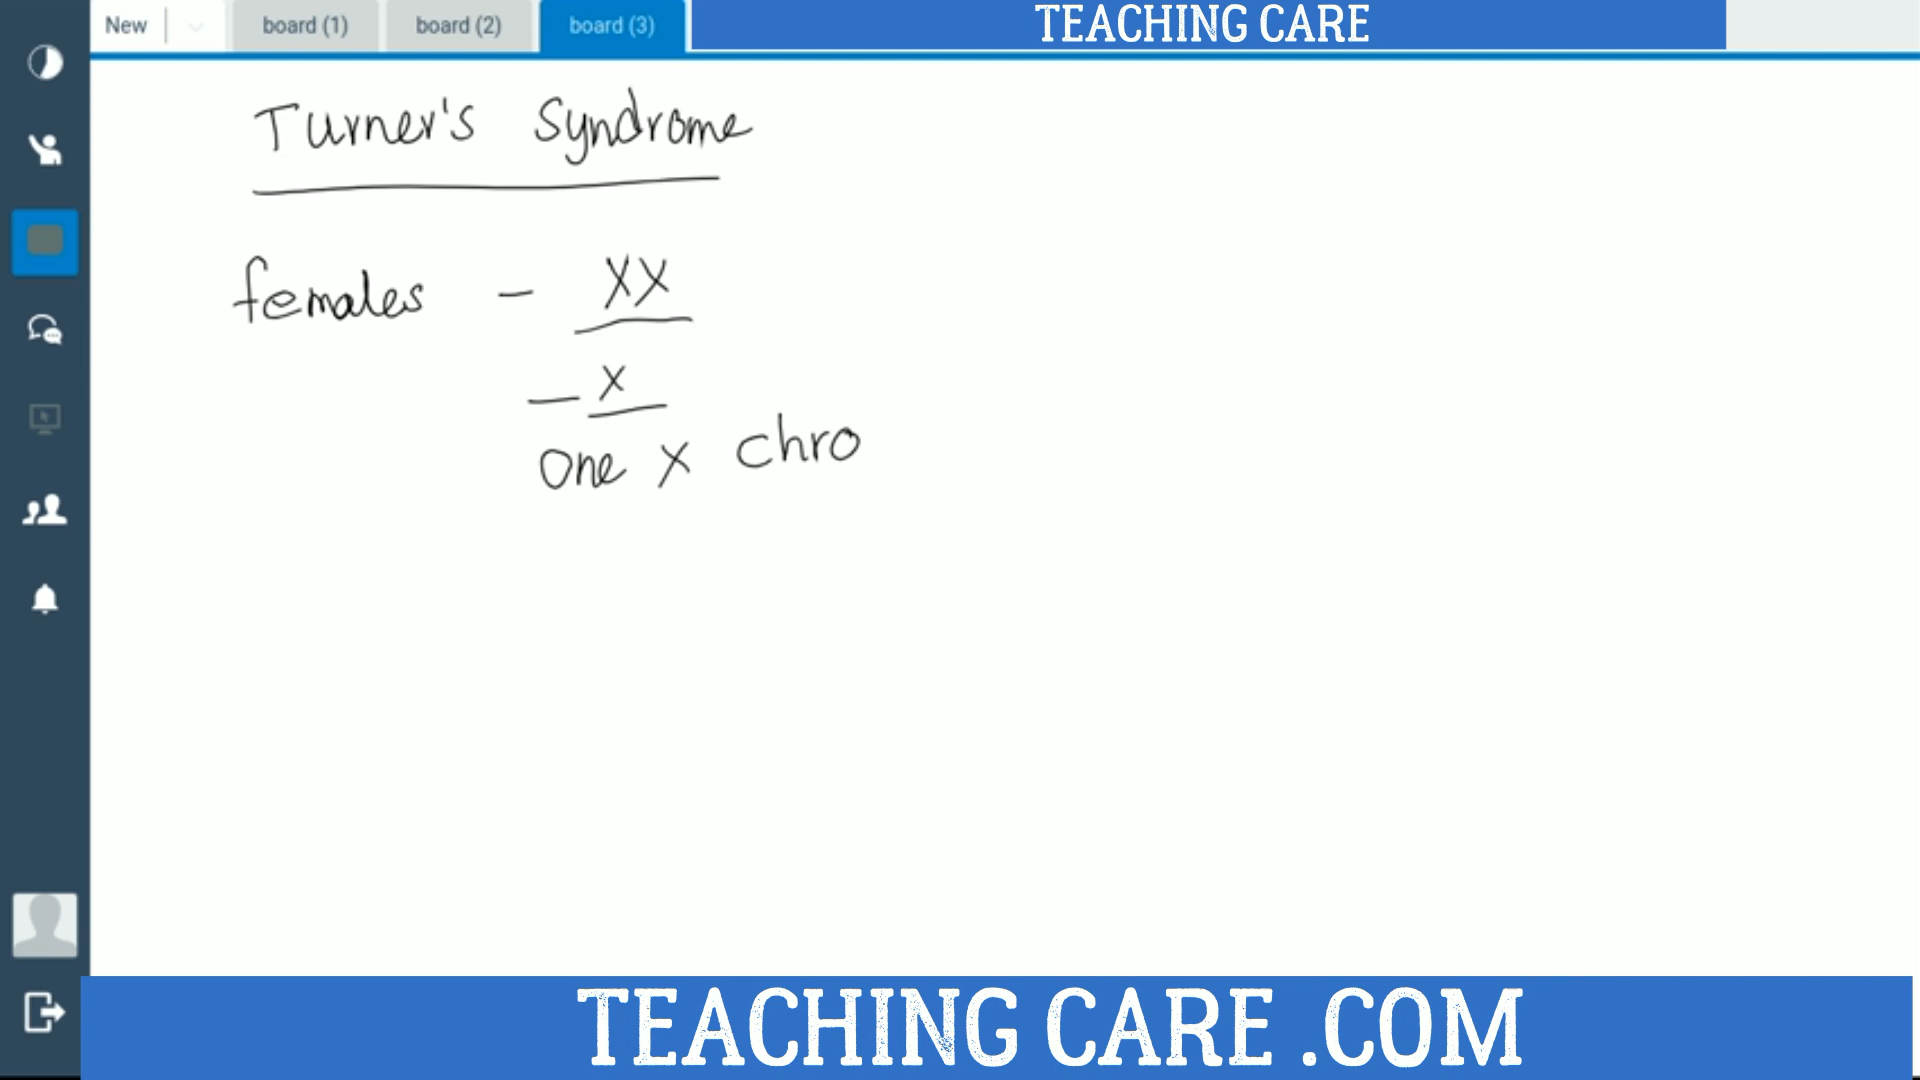 New board (1) board (2) board (3) TEACHING CARE
Turner's Syndrome
females - XX
- X
One X Chro
TEACHING CARE .COM